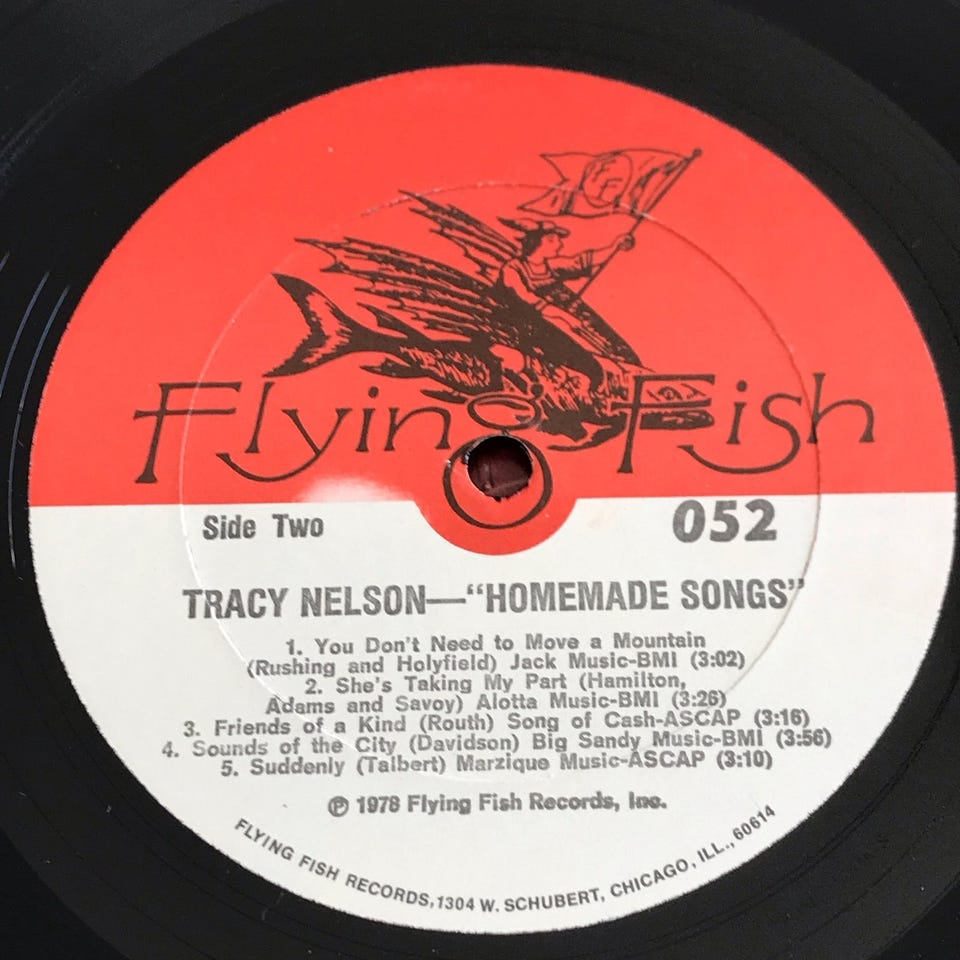 Flying Fish
Side Two
052
TRACY NELSON—“HOMEMADE SONGS”
1. You Don't Need to Move a Mountain
(Rushing and Holyfield) Jack Music-BMI (3:02)
2. She's Taking My Part (Hamilton,
Adams and Savoy) Alotta Music-BMI (3:26)
3. Friends of a Kind (Routh) Song of Cash-ASCAP (3:16)
4. Sounds of the City (Davidson) Big Sandy Music-BMI (3:56)
5. Suddenly (Talbert) Marzique Music-ASCAP (3:10)
℗ 1978 Flying Fish Records, Inc.
FLYING FISH RECORDS, 1304 W. SCHUBERT, CHICAGO, ILL., 60614